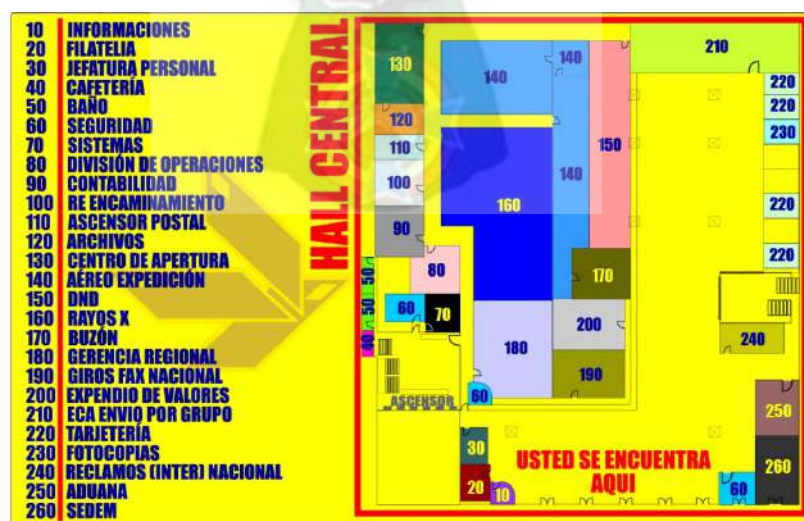 10 INFORMACIONES
20 FILATELIA
30 JEFATURA PERSONAL
40 CAFETERÍA
50 BAÑO
60 SEGURIDAD
70 SISTEMAS
80 DIVISIÓN DE OPERACIONES
90 CONTABILIDAD
100 RE ENCAMINAMIENTO
110 ASCENSOR POSTAL
120 ARCHIVOS
130 CENTRO DE APERTURA
140 AÉREO EXPEDICIÓN
150 DND
160 RAYOS X
170 BUZÓN
180 GERENCIA REGIONAL
190 GIROS FAX NACIONAL
200 EXPENDIO DE VALORES
210 ECA ENVIO POR GRUPO
220 TARJETERÍA
230 FOTOCOPIAS
240 RECLAMOS (INTER) NACIONAL
250 ADUANA
260 SEDEM
HALL CENTRAL
210
130
140
140
220
220
120
230
110
150
100
140
160
220
90
220
80
170
50
60
70
50
200
240
40
180
190
60
ASCENSOR
250
30
USTED SE ENCUENTRA
AQUI
260
20
10
60